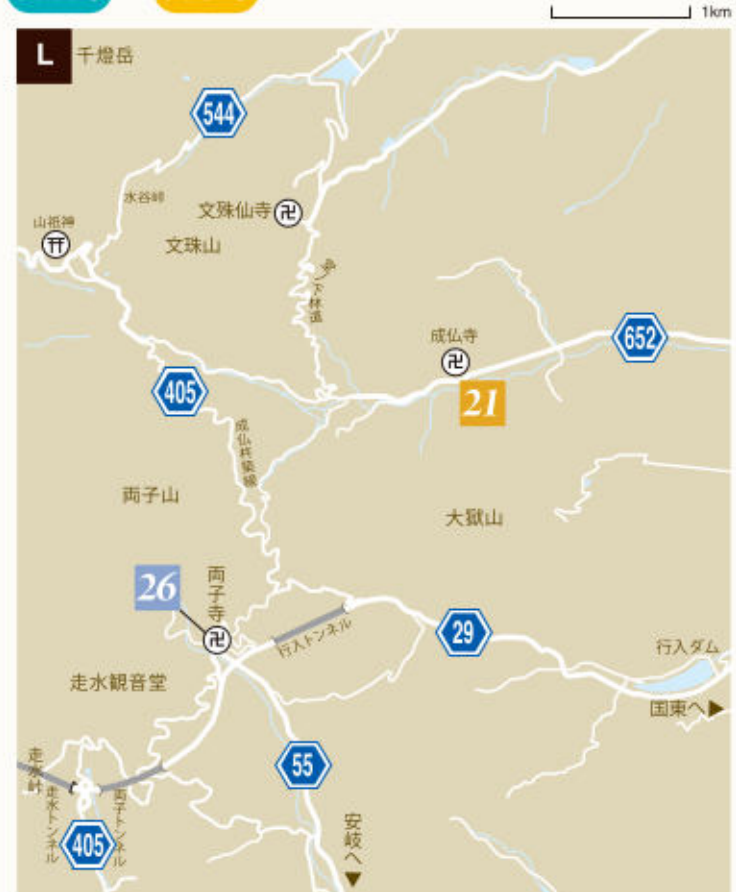 1km
L
千燈岳
544
水谷峠
文殊仙寺
山祇神
文珠山
下林道
成仏寺
652
405
21
成仏杵築線
両子山
大獄山
26
両子寺
29
行入トンネル
行入ダム
走水観音堂
国東へ▶
走水峠
55
走水トンネル
両子トンネル
405
安岐へ▼